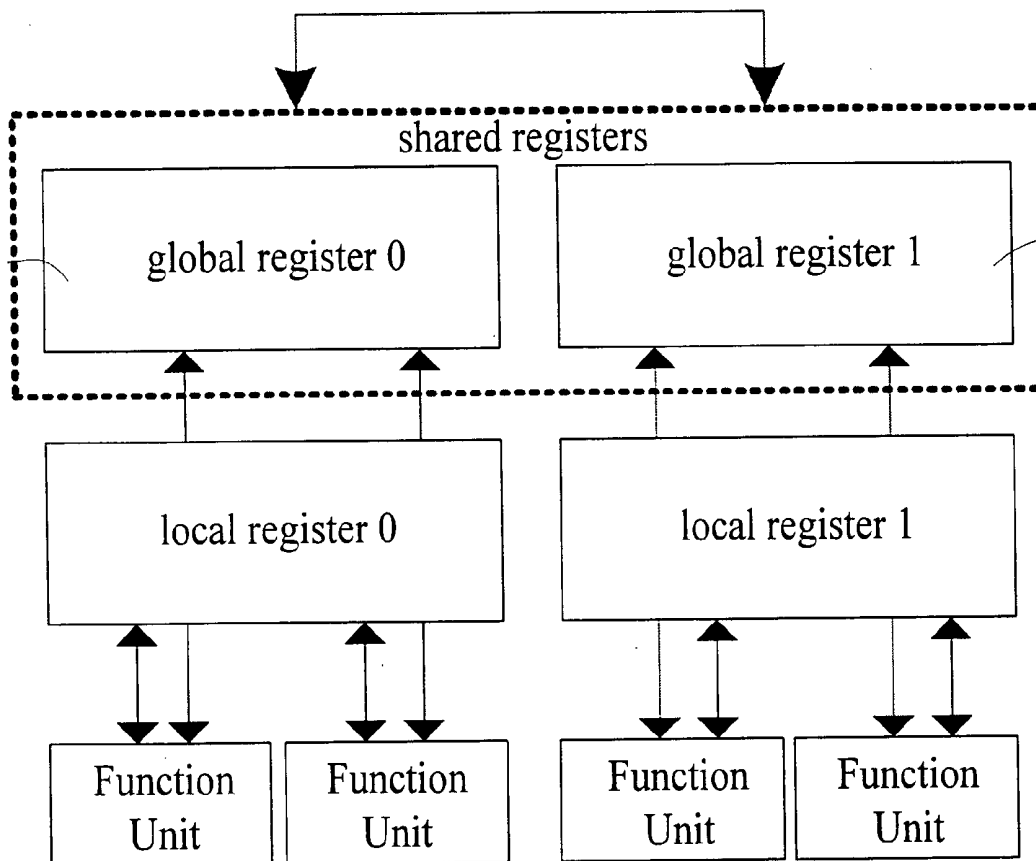 shared registers
global register 0
global register 1
local register 0
local register 1
Function
Unit
Function
Unit
Function
Unit
Function
Unit